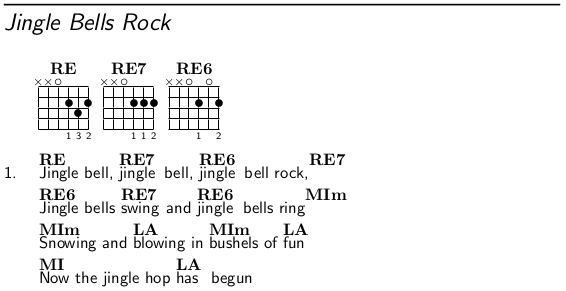 Jingle Bells Rock
RE RE7 RE6
××○ ××○ ××○ ○
1 3 2 1 1 2 1 2
RE RE7 RE6 RE7
1. Jingle bell, jingle bell, jingle bell rock,
RE6 RE7 RE6 MIm
Jingle bells swing and jingle bells ring
MIm LA MIm LA
Snowing and blowing in bushels of fun
MI LA
Now the jingle hop has begun